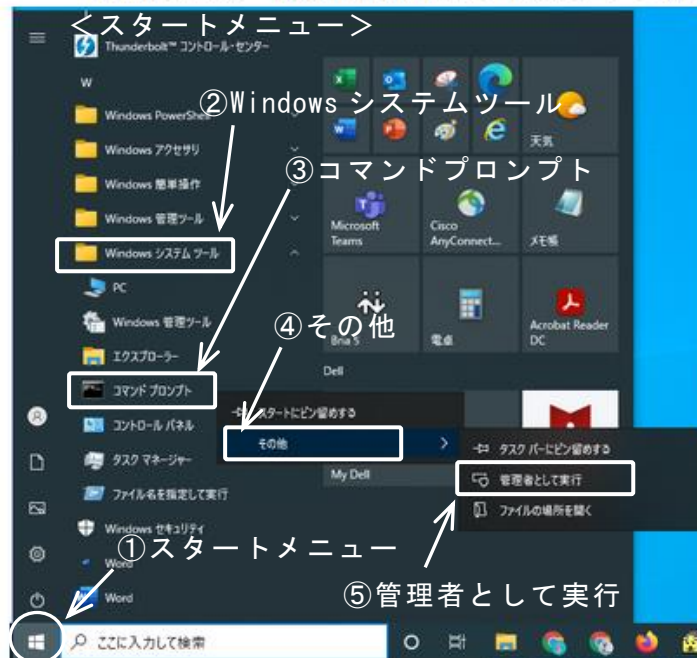 ＜スタートメニュー＞
Thunderbolt™ コントロール・センター
W
②Windows システムツール
Windows PowerShell
Windows アクセサリ
天気
③コマンドプロンプト
Windows 簡単操作
Windows 管理ツール
Microsoft Teams
Cisco AnyConnect...
メモ帳
Windows システム ツール
PC
Windows 管理ツール
④その他
Bria 5
電卓
Acrobat Reader DC
エクスプローラー
Dell
コマンド プロンプト
スタートにピン留めする
コントロール パネル
その他
タスク バーにピン留めする
タスク マネージャー
My Dell
管理者として実行
ファイル名を指定して実行
ファイルの場所を開く
Windows セキュリティ
①スタートメニュー
Word
⑤管理者として実行
Word
ここに入力して検索